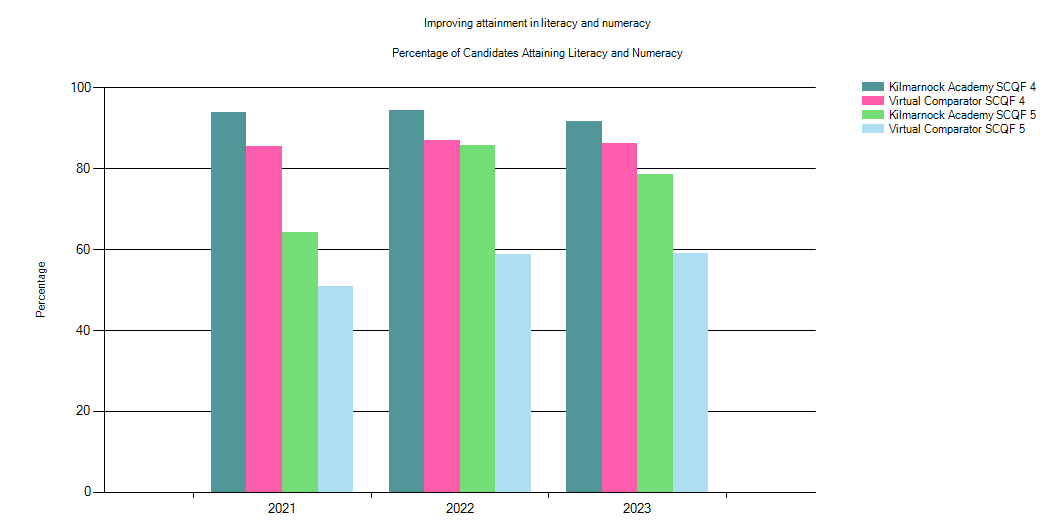 Improving attainment in literacy and numeracy
Percentage of Candidates Attaining Literacy and Numeracy
100
80
60
40
20
0
Percentage
2021
2022
2023
Kilmarnock Academy SCQF 4
Virtual Comparator SCQF 4
Kilmarnock Academy SCQF 5
Virtual Comparator SCQF 5